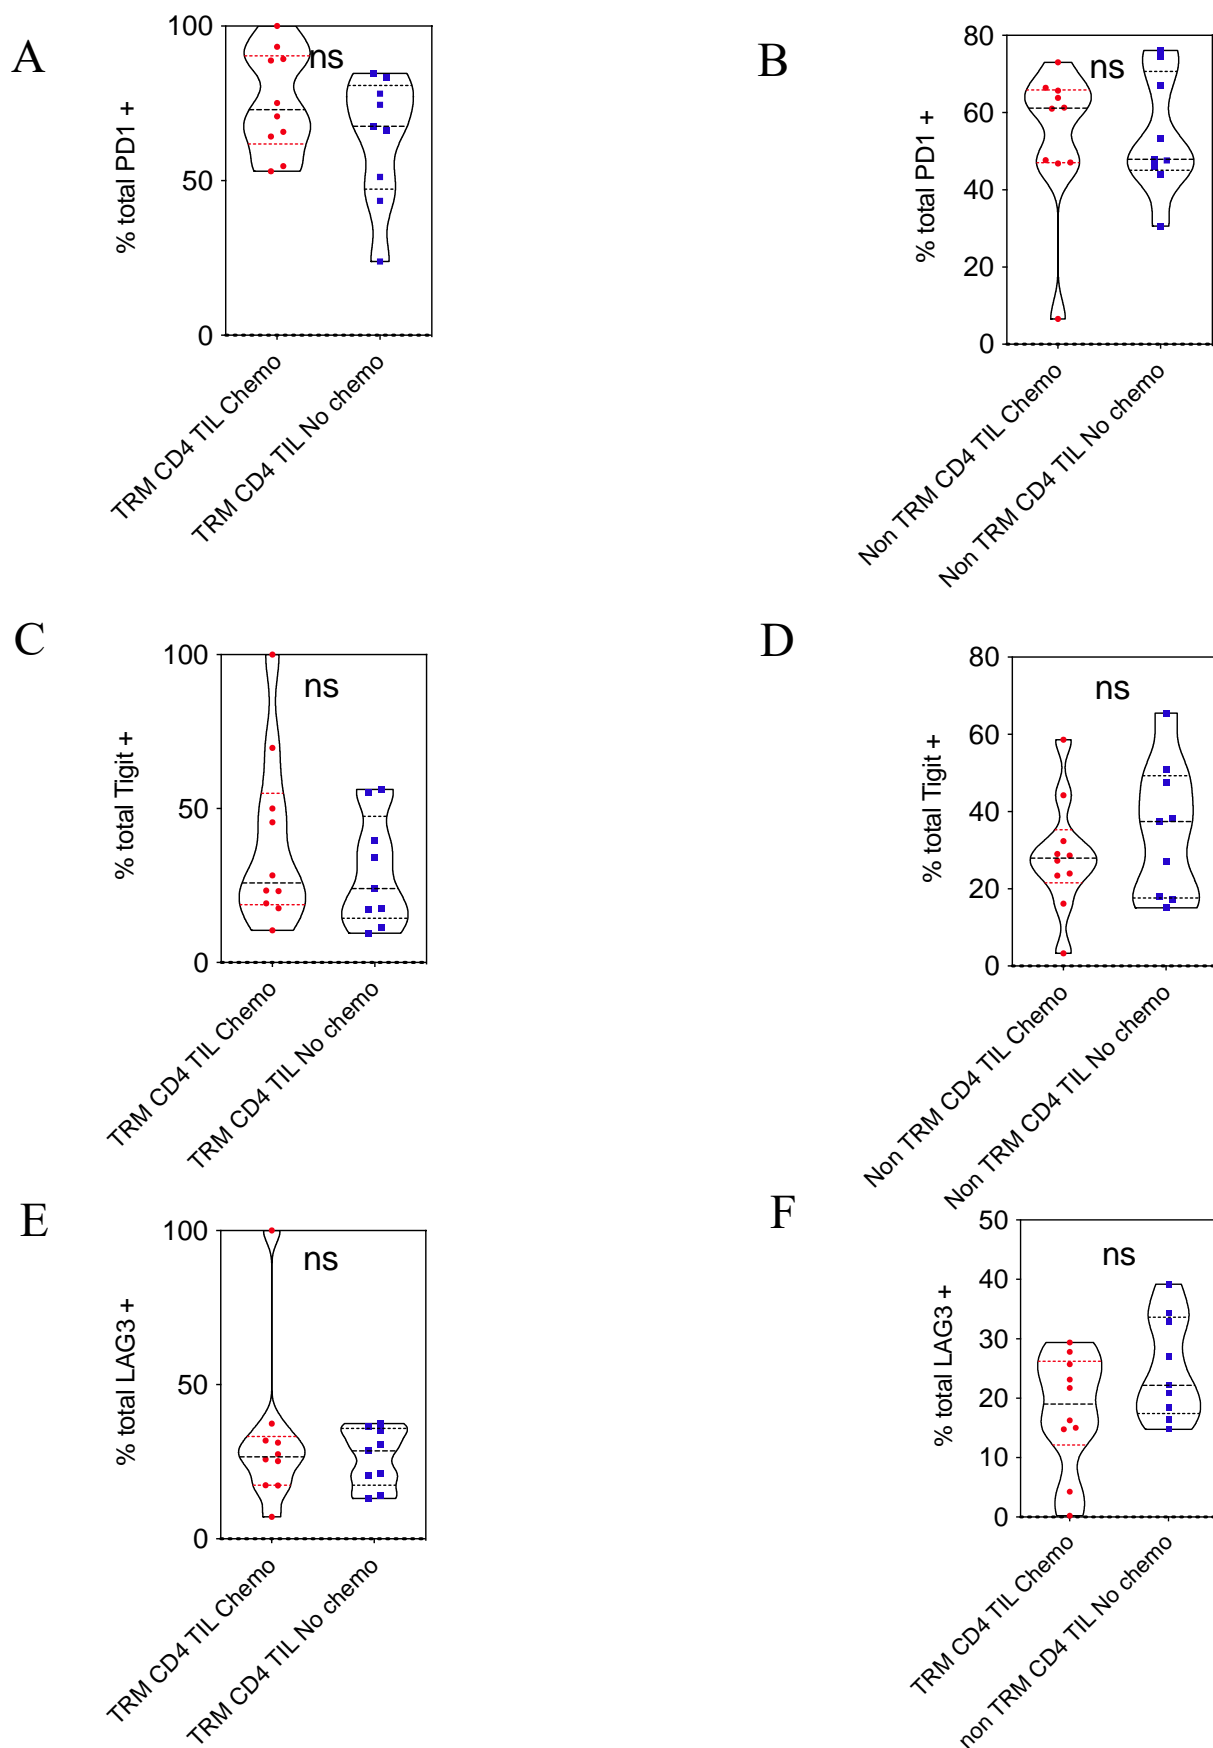 A
100
50
0
% total PD1 +
ns
TRM CD4 TIL Chemo
TRM CD4 TIL No chemo
B
80
60
40
20
0
% total PD1 +
ns
Non TRM CD4 TIL Chemo
Non TRM CD4 TIL No chemo
C
100
50
0
% total Tigit +
ns
TRM CD4 TIL Chemo
TRM CD4 TIL No chemo
D
80
60
40
20
0
% total Tigit +
ns
Non TRM CD4 TIL Chemo
Non TRM CD4 TIL No chemo
E
100
50
0
% total LAG3 +
ns
TRM CD4 TIL Chemo
TRM CD4 TIL No chemo
F
50
40
30
20
10
0
% total LAG3 +
ns
TRM CD4 TIL Chemo
non TRM CD4 TIL No chemo